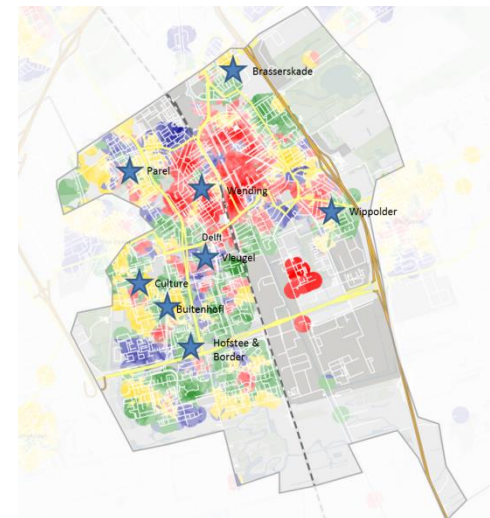 Brasserskade
Parel
Wending
Wippolder
Delft
Vleugel
Culture
Buitenhof
Hofstee &
Border